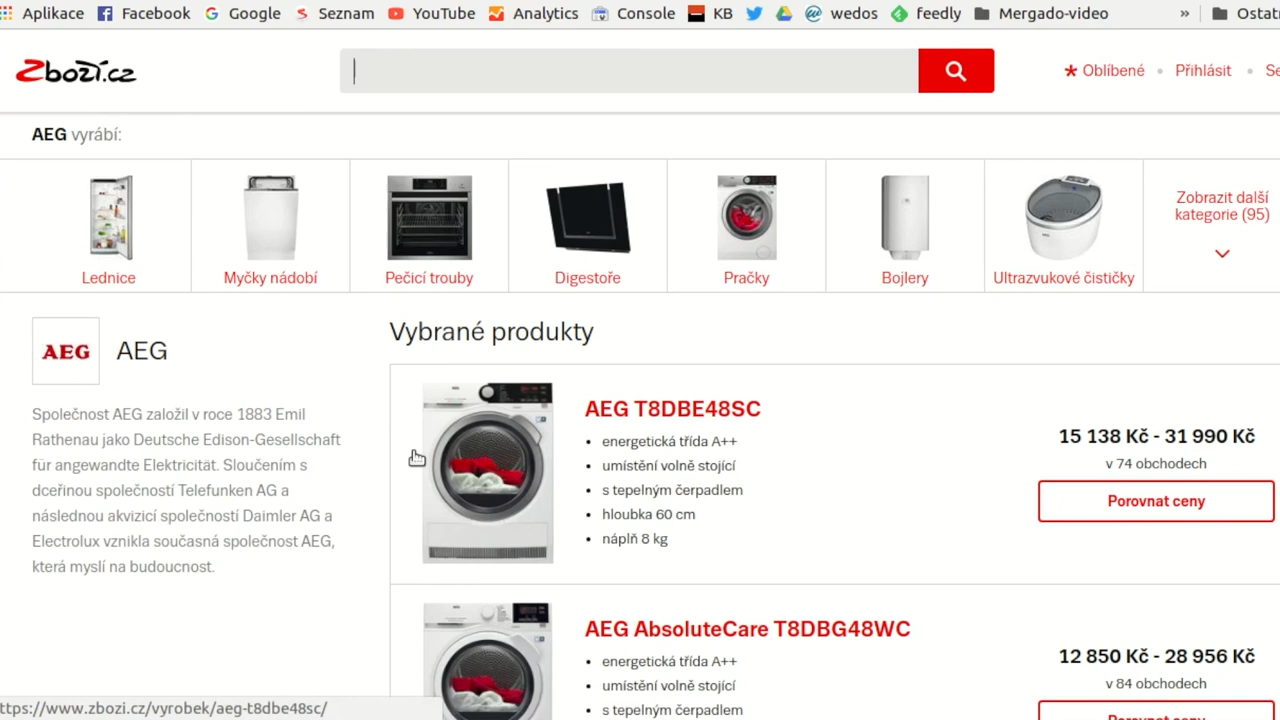 Aplikace Facebook Google Seznam YouTube Analytics Console KB wedos feedly Mergado-video » Ostat
Zboží.cz
Oblíbené • Přihlásit • Se
AEG vyrábí:
Lednice
Myčky nádobí
Pečicí trouby
Digestoře
Pračky
Bojlery
Ultrazvukové čističky
Zobrazit další
kategorie (95)
AEG AEG
Společnost AEG založil v roce 1883 Emil
Rathenau jako Deutsche Edison-Gesellschaft
für angewandte Elektricität. Sloučením s
dceřinou společností Telefunken AG a
následnou akvizicí společností Daimler AG a
Electrolux vznikla současná společnost AEG,
která myslí na budoucnost.
Vybrané produkty
AEG T8DBE48SC
• energetická třída A++
• umístění volně stojící
• s tepelným čerpadlem
• hloubka 60 cm
• náplň 8 kg
15 138 Kč - 31 990 Kč
v 74 obchodech
Porovnat ceny
AEG AbsoluteCare T8DBG48WC
• energetická třída A++
• umístění volně stojící
• s tepelným čerpadlem
12 850 Kč - 28 956 Kč
v 84 obchodech
Porovnat ceny
ttps://www.zbozi.cz/vyrobek/aeg-t8dbe48sc/